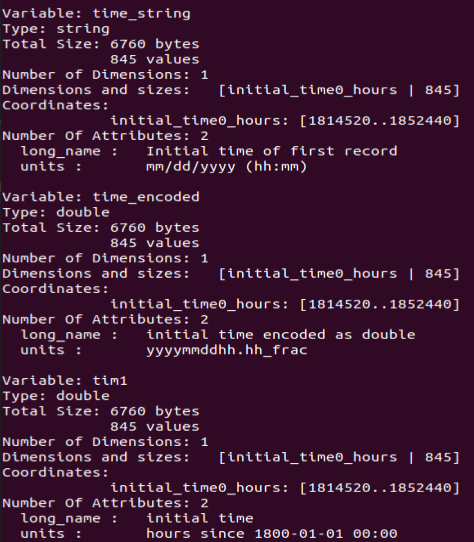 Variable: time_string
Type: string
Total Size: 6760 bytes
            845 values
Number of Dimensions: 1
Dimensions and sizes:   [initial_time0_hours | 845]
Coordinates:
            initial_time0_hours: [1814520..1852440]
Number Of Attributes: 2
  long_name :   Initial time of first record
  units :       mm/dd/yyyy (hh:mm)

Variable: time_encoded
Type: double
Total Size: 6760 bytes
            845 values
Number of Dimensions: 1
Dimensions and sizes:   [initial_time0_hours | 845]
Coordinates:
            initial_time0_hours: [1814520..1852440]
Number Of Attributes: 2
  long_name :   initial time encoded as double
  units :       yyyymmddhh.hh_frac

Variable: tim1
Type: double
Total Size: 6760 bytes
            845 values
Number of Dimensions: 1
Dimensions and sizes:   [initial_time0_hours | 845]
Coordinates:
            initial_time0_hours: [1814520..1852440]
Number Of Attributes: 2
  long_name :   initial time
  units :       hours since 1800-01-01 00:00